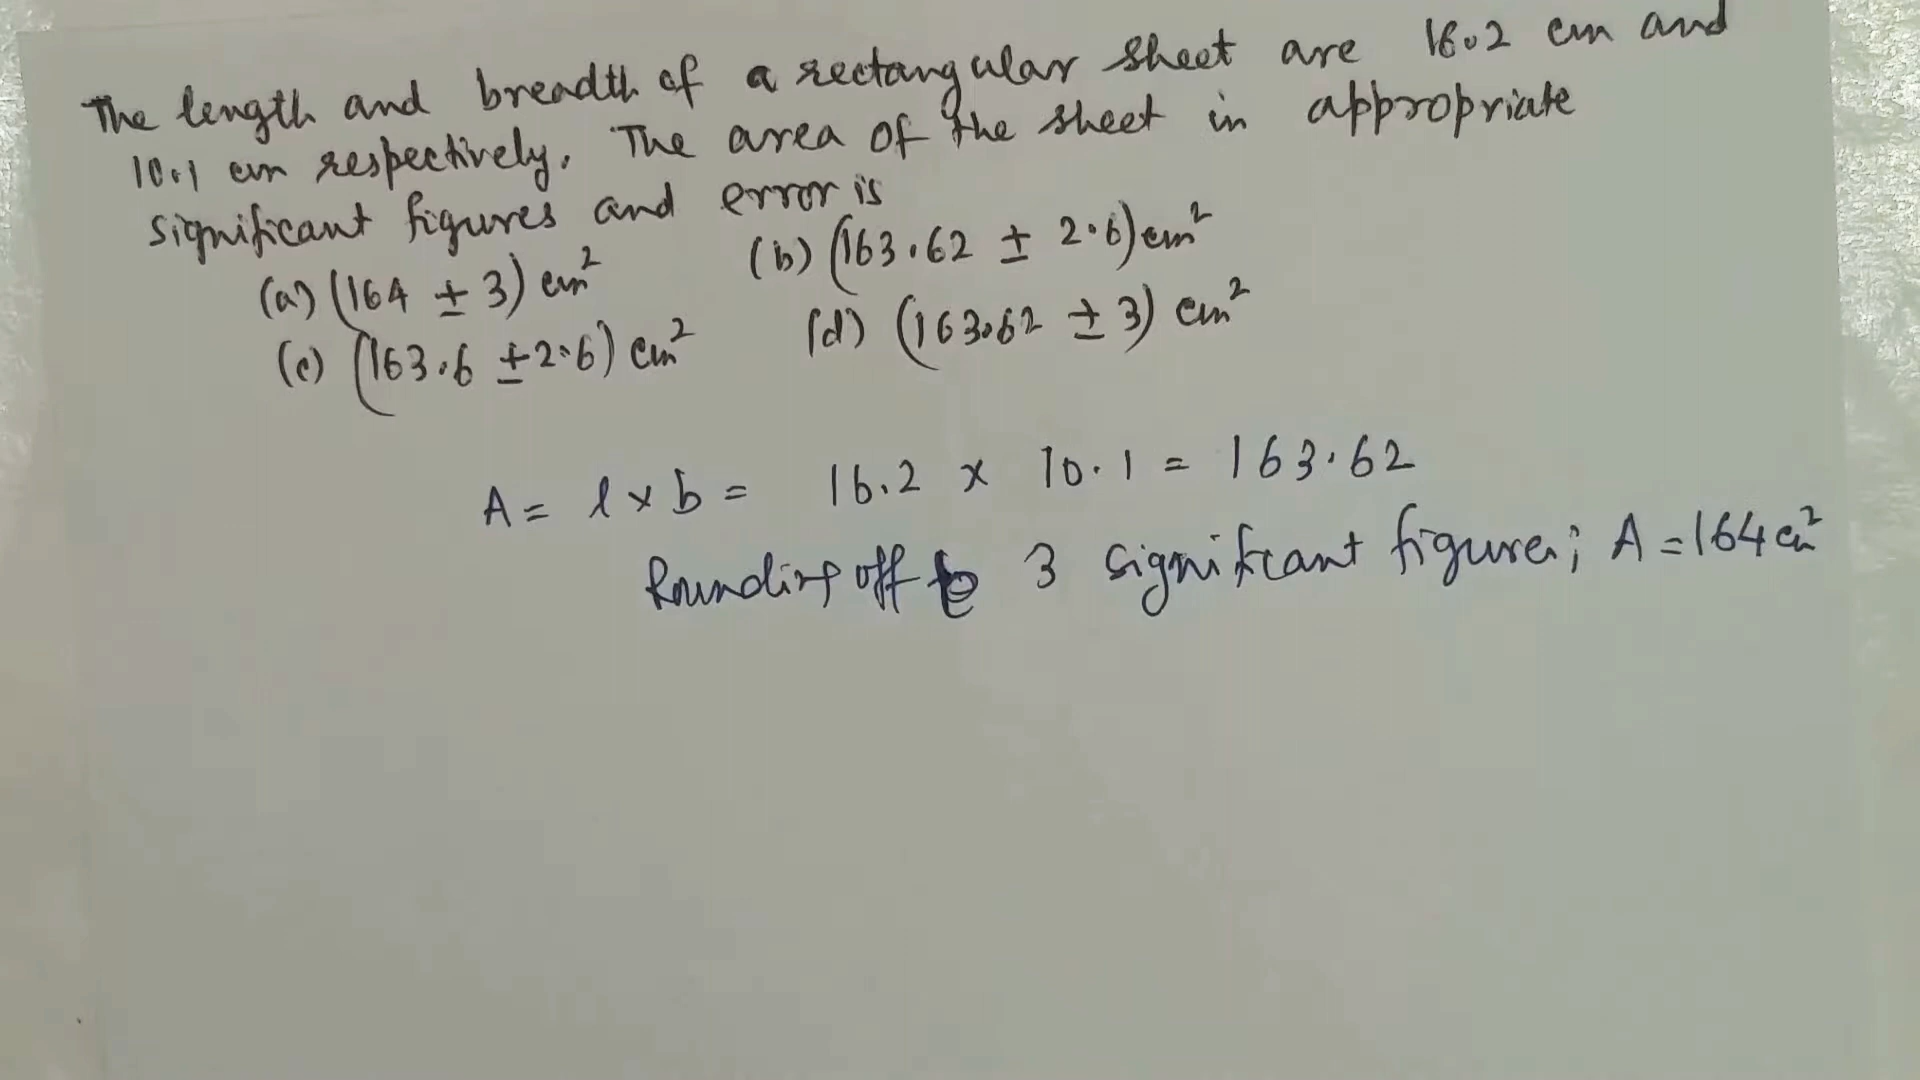 The length and breadth of a rectangular sheet are 16.2 cm and
10.1 cm respectively. The area of the sheet in appropriate
significant figures and error is
(a) (164 ± 3) cm² (b) (163.62 ± 2.6) cm²
(c) (163.6 ± 2.6) cm² (d) (163.62 ± 3) cm²
A = l x b = 16.2 x 10.1 = 163.62
Rounding off to 3 significant figures; A = 164 cm²